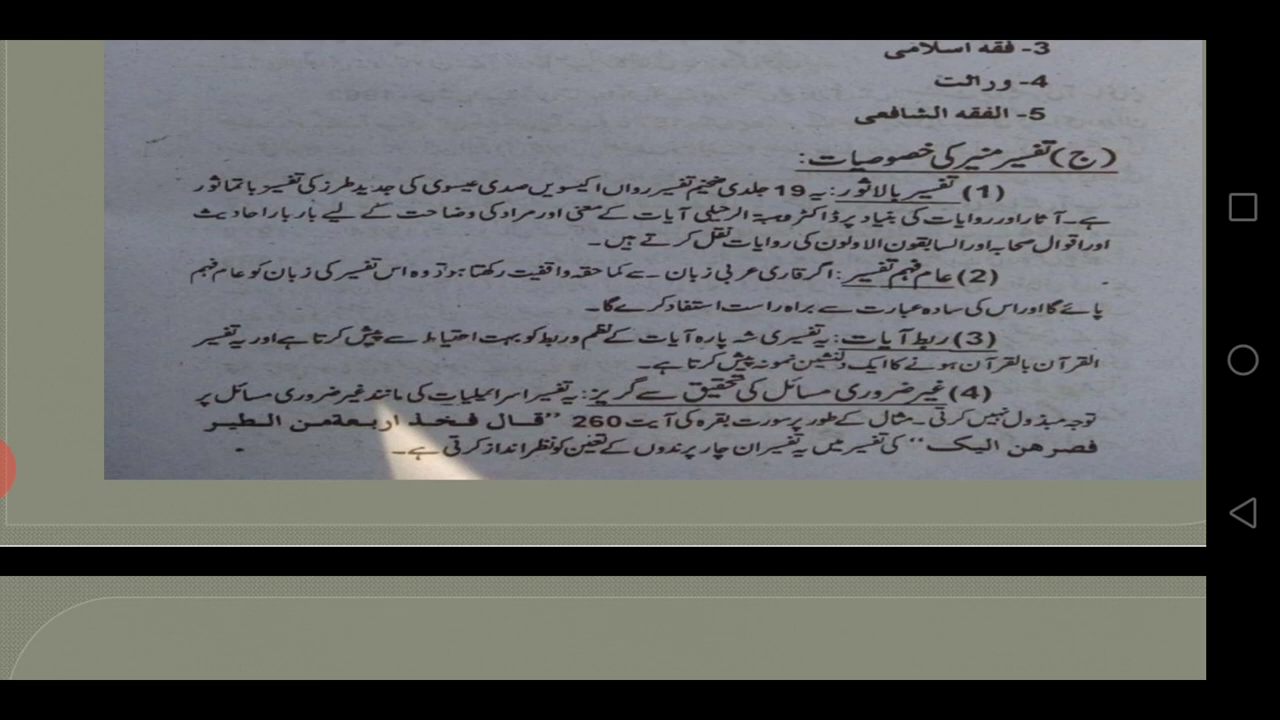 3- فقه اسلامی
4- وراثت
5- الفقه الشافعی
(ج) تفسیر منیر کی خصوصیات:
(1) تفسیر بالاثور: یہ 19 جلدی ضخیم تفسیر رواں اکیسویں صدی عیسوی کی جدید طرز کی تفسیر باتماثور
ہے۔ آثار اور روایات کی بنیاد پر ڈاکٹر وہبۃ الزحیلی آیات کے معنی اور مراد کی وضاحت کے لیے بار بار احادیث
اور اقوال صحابہ اور السابقون الاولون کی روایات نقل کرتے ہیں۔
(2) عام فہم تفسیر: اگر قاری عربی زبان سے کما حقہ واقفیت رکھتا ہو تو وہ اس تفسیر کی زبان کو عام فہم
پائے گا اور اس کی سادہ عبارت سے براہ راست استفاد کرے گا۔
(3) ربط آیات: یہ تفسیری شہ پارہ آیات کے نظم و ربط کو بہت احتیاط سے پیش کرتا ہے اور یہ تفسیر
القرآن بالقرآن ہونے کا ایک دلنشین نمونہ پیش کرتا ہے۔
(4) غیر ضروری مسائل کی تحقیق سے گریز: یہ تفسیر اسرائیلیات کی مانند غیر ضروری مسائل پر
توجہ مبذول نہیں کرتی۔ مثال کے طور پر سورت بقرہ کی آیت 260 "قال فخذ اربعةمن الطیر
فصرهن الیک" کی تفسیر میں یہ تفسیر ان چار پرندوں کے تعین کو نظر انداز کرتی ہے۔